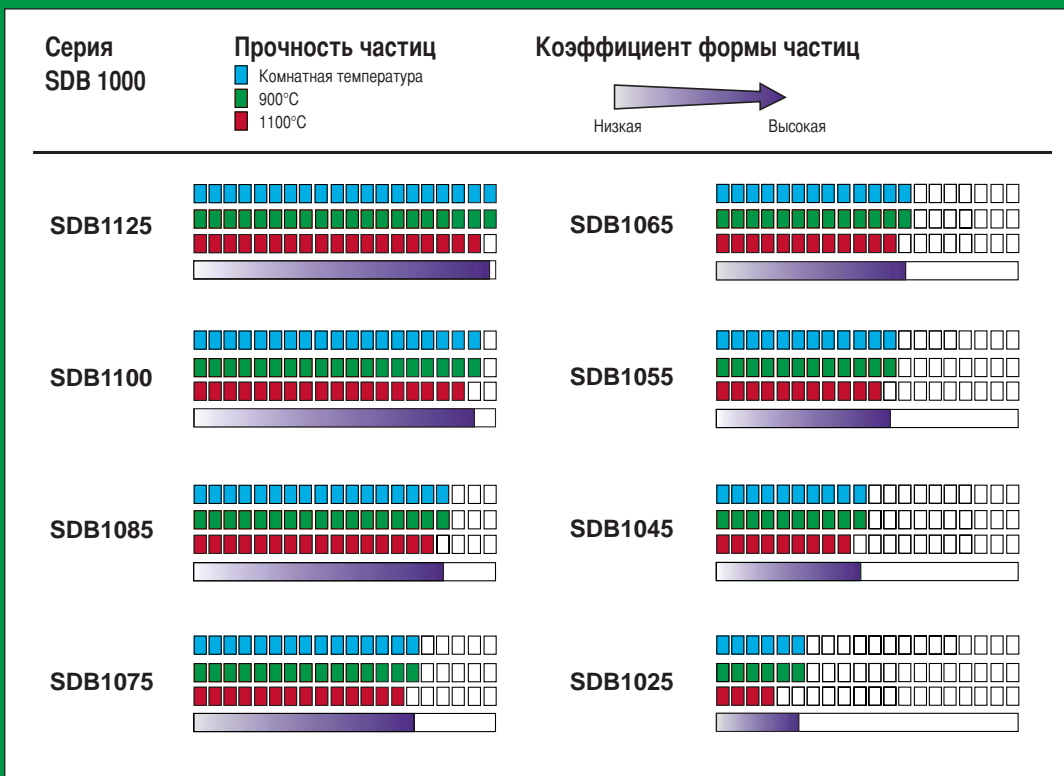 Серия
SDB 1000
Прочность частиц
Комнатная температура
900°C
1100°C
Коэффициент формы частиц
Низкая
Высокая
SDB1125
SDB1065
SDB1100
SDB1055
SDB1085
SDB1045
SDB1075
SDB1025